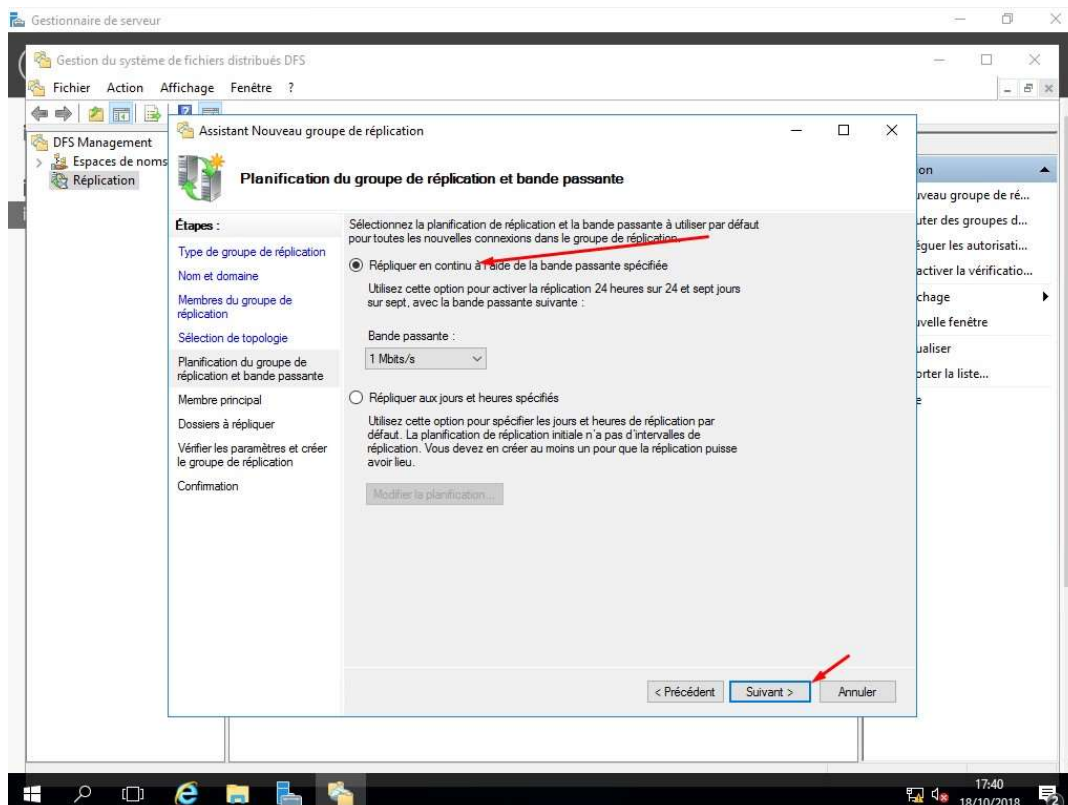 Gestionnaire de serveur
Gestion du système de fichiers distribués DFS
Fichier Action Affichage Fenêtre ?
DFS Management
Espaces de noms
Réplication
Assistant Nouveau groupe de réplication
Planification du groupe de réplication et bande passante
Étapes :
Type de groupe de réplication
Nom et domaine
Membres du groupe de
réplication
Sélection de topologie
Planification du groupe de
réplication et bande passante
Membre principal
Dossiers à répliquer
Vérifier les paramètres et créer
le groupe de réplication
Confirmation
Sélectionnez la planification de réplication et la bande passante à utiliser par défaut
pour toutes les nouvelles connexions dans le groupe de réplication.
Répliquer en continu à l'aide de la bande passante spécifiée
Utilisez cette option pour activer la réplication 24 heures sur 24 et sept jours
sur sept, avec la bande passante suivante :
Bande passante :
1 Mbits/s
Répliquer aux jours et heures spécifiés
Utilisez cette option pour spécifier les jours et heures de réplication par
défaut. La planification de réplication initiale n'a pas d'intervalles de
réplication. Vous devez en créer au moins un pour que la réplication puisse
avoir lieu.
Modifier la planification...
< Précédent Suivant > Annuler
on
uveau groupe de ré...
uter des groupes d...
éguer les autorisati...
activer la vérificatio...
chage
uvelle fenêtre
ualiser
orter la liste...
e
17:40
18/10/2018
2